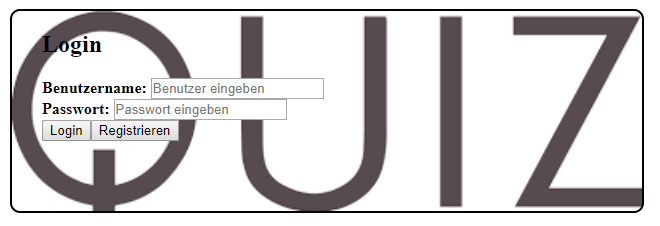 QUIZ
Login
Benutzername: Benutzer eingeben
Passwort: Passwort eingeben
Login Registrieren